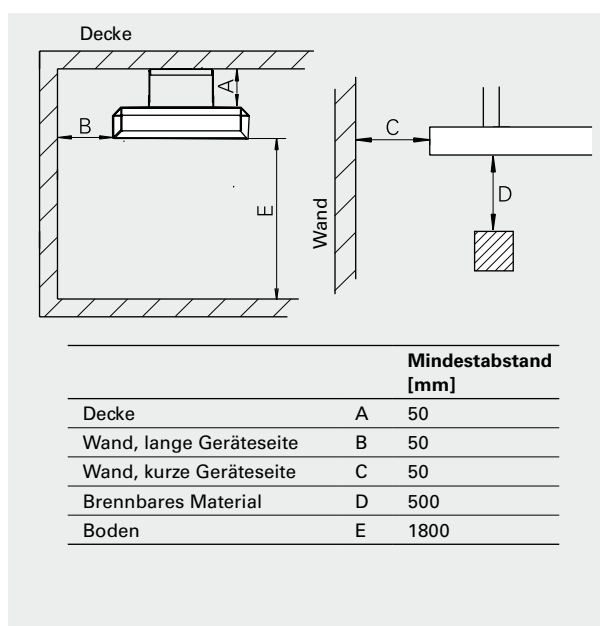 Decke
A
B
C
D
E
Wand
Mindestabstand
[mm]
Decke A 50
Wand, lange Geräteseite B 50
Wand, kurze Geräteseite C 50
Brennbares Material D 500
Boden E 1800